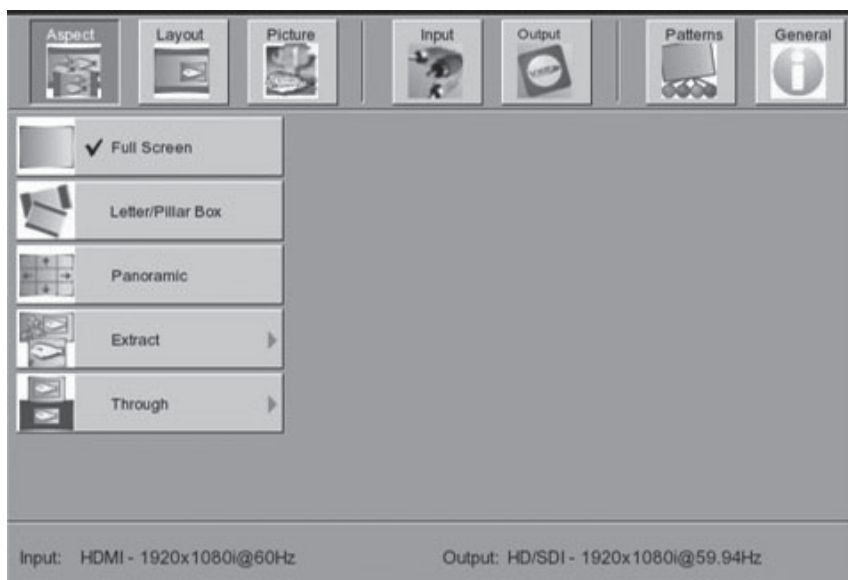 Aspect Layout Picture Input Output Patterns General
✔ Full Screen
Letter/Pillar Box
Panoramic
Extract
Through
Input: HDMI - 1920x1080i@60Hz Output: HD/SDI - 1920x1080i@59.94Hz